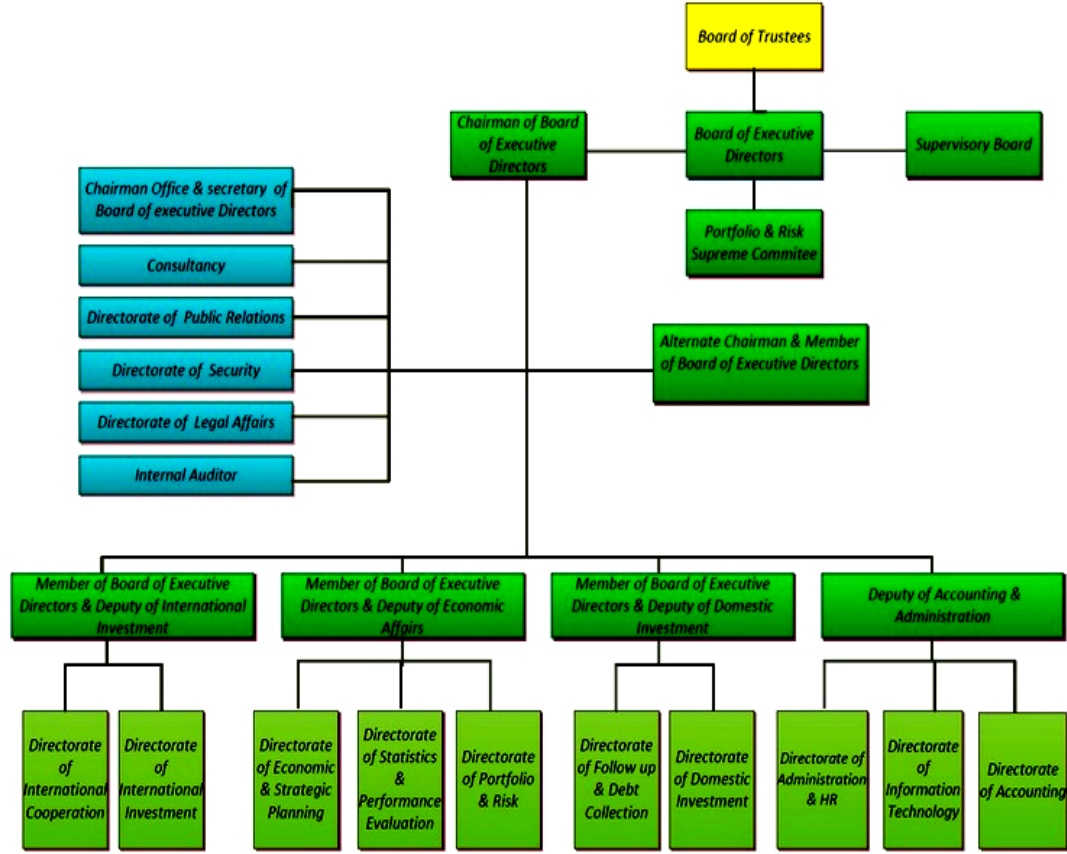 Board of Trustees
Chairman of Board
of Executive
Directors
Board of Executive
Directors
Supervisory Board
Chairman Office & secretary of
Board of executive Directors
Consultancy
Directorate of Public Relations
Directorate of Security
Directorate of Legal Affairs
Internal Auditor
Portfolio & Risk
Supreme Commitee
Alternate Chairman & Member
of Board of Executive Directors
Member of Board of Executive
Directors & Deputy of International
Investment
Member of Board of Executive
Directors & Deputy of Economic
Affairs
Member of Board of Executive
Directors & Deputy of Domestic
Investment
Deputy of Accounting &
Administration
Directorate
of
International
Cooperation
Directorate
of
International
Investment
Directorate
of Economic
& Strategic
Planning
Directorate
of Statistics
&
Performance
Evaluation
Directorate
of Portfolio
& Risk
Directorate
of Follow up
& Debt
Collection
Directorate
of Domestic
Investment
Directorate of
Administration
& HR
Directorate
of
Information
Technology
Directorate
of Accounting